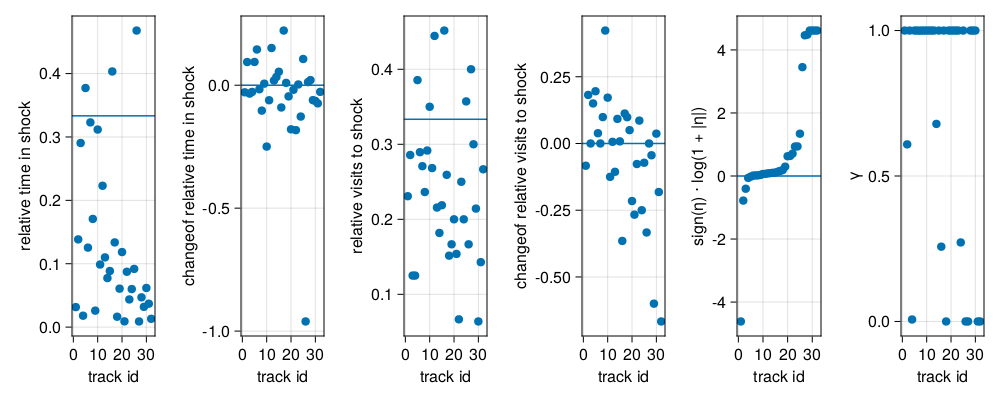 relative time in shock
0.4
0.3
0.2
0.1
0.0
0 10 20 30
track id
changeof relative time in shock
0.0
-0.5
-1.0
0 10 20 30
track id
relative visits to shock
0.4
0.3
0.2
0.1
0 10 20 30
track id
changeof relative visits to shock
0.25
0.00
-0.25
-0.50
0 10 20 30
track id
sign(η) · log(1 + |η|)
4
2
0
-2
-4
0 10 20 30
track id
γ
1.0
0.5
0.0
0 10 20 30
track id